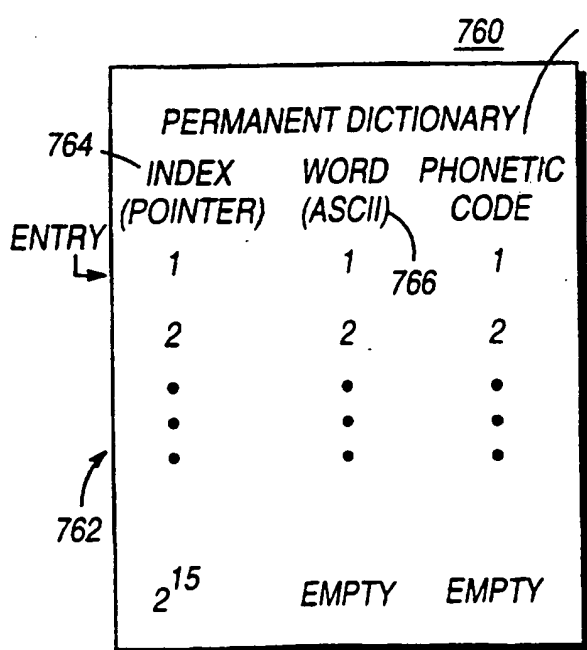 760
PERMANENT DICTIONARY
764
INDEX WORD PHONETIC
(POINTER) (ASCII) CODE
ENTRY
1 1 1
766
2 2 2
762
2^15 EMPTY EMPTY